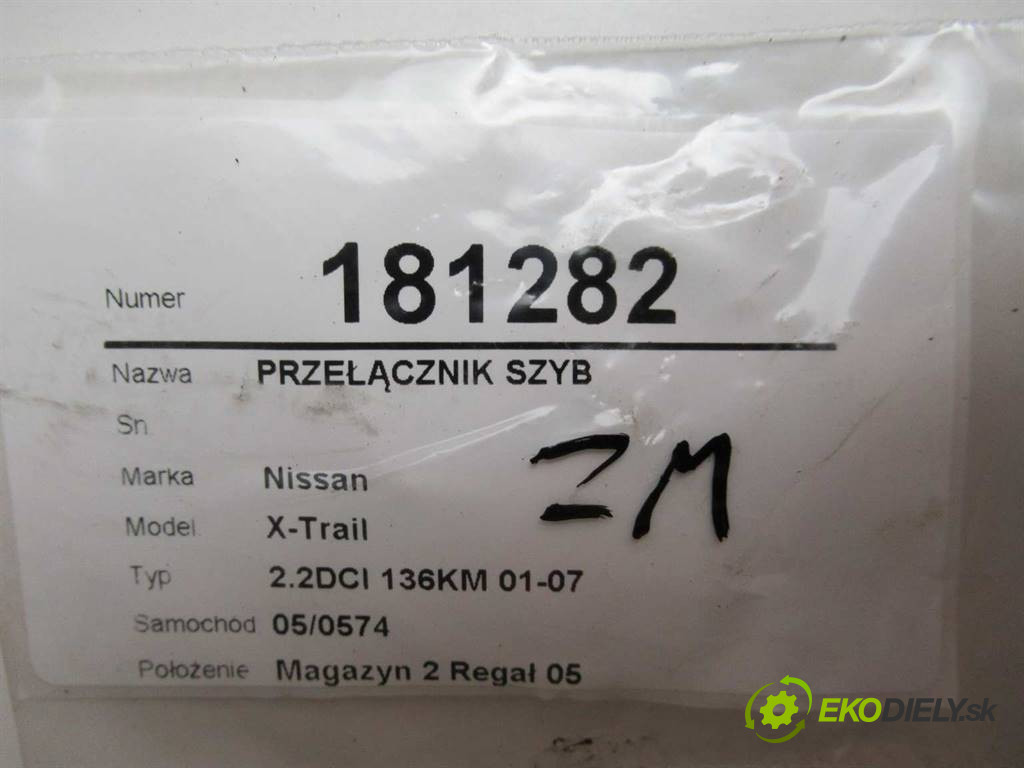 Numer 181282
Nazwa PRZEŁĄCZNIK SZYB
Sn
ZM
Marka Nissan
Model X-Trail
Typ 2.2DCI 136KM 01-07
Samochód 05/0574
Położenie Magazyn 2 Regał 05
EKODIELY.sk